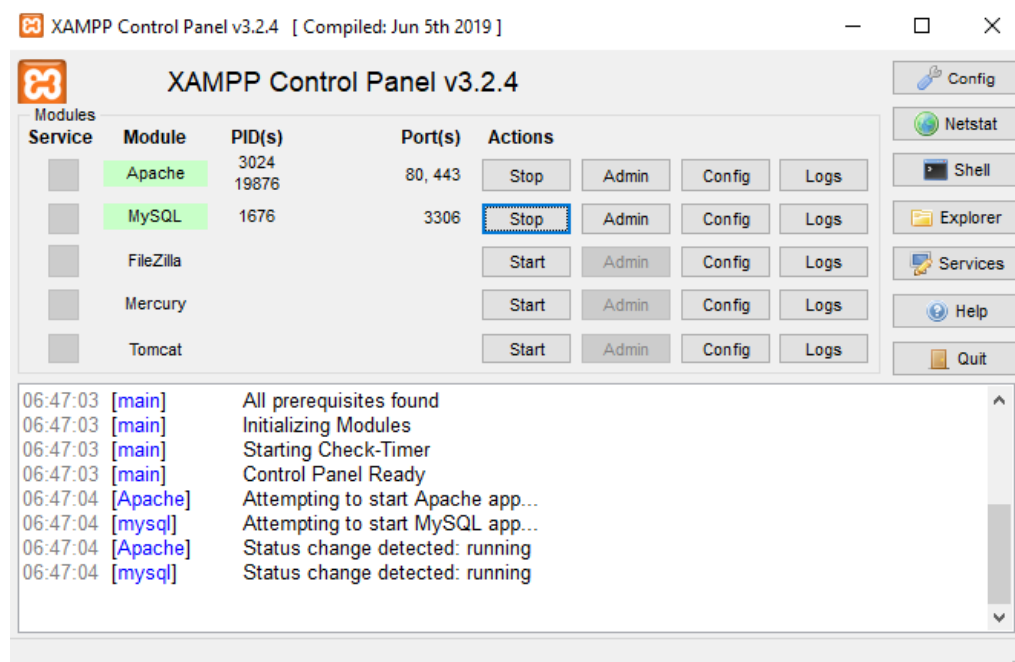 XAMPP Control Panel v3.2.4 [ Compiled: Jun 5th 2019 ]
XAMPP Control Panel v3.2.4
Config
Modules
Netstat
Service Module PID(s) Port(s) Actions
Apache 3024 19876 80, 443 Stop Admin Config Logs
Shell
MySQL 1676 3306 Stop Admin Config Logs
Explorer
FileZilla Start Admin Config Logs
Services
Mercury Start Admin Config Logs
Help
Tomcat Start Admin Config Logs
Quit
06:47:03 [main] All prerequisites found
06:47:03 [main] Initializing Modules
06:47:03 [main] Starting Check-Timer
06:47:03 [main] Control Panel Ready
06:47:04 [Apache] Attempting to start Apache app...
06:47:04 [mysql] Attempting to start MySQL app...
06:47:04 [Apache] Status change detected: running
06:47:04 [mysql] Status change detected: running